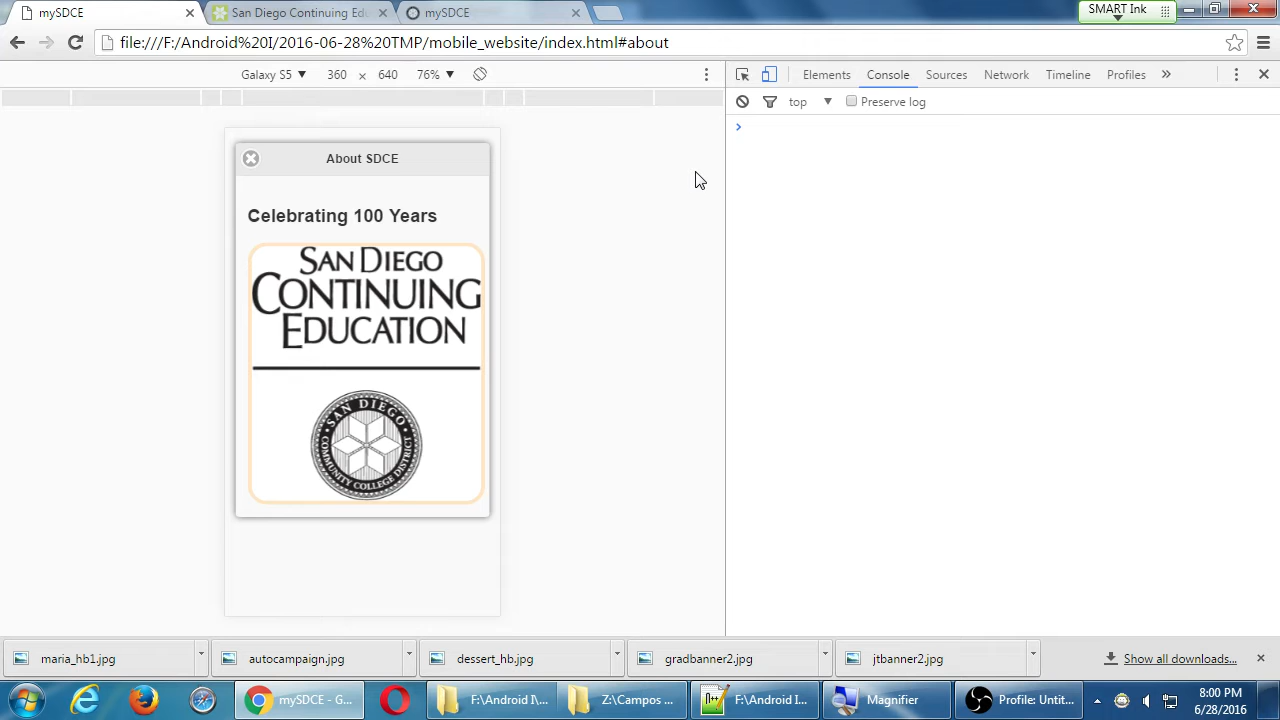 mySDCE
San Diego Continuing Edu
mySDCE
SMART Ink
file:///F:/Android%20I/2016-06-28%20TMP/mobile_website/index.html#about
Galaxy S5 ▼ 360 × 640 76% ▼
Elements Console Sources Network Timeline Profiles »
top ▼ Preserve log
>
About SDCE
Celebrating 100 Years
SAN DIEGO
CONTINUING
EDUCATION
SAN DIEGO
COMMUNITY COLLEGE DISTRICT
maria_hb1.jpg
autocampaign.jpg
dessert_hb.jpg
gradbanner2.jpg
jtbanner2.jpg
Show all downloads...
mySDCE - G...
F:\Android I\...
Z:\Campos ...
F:\Android I...
Magnifier
Profile: Untit...
8:00 PM
6/28/2016